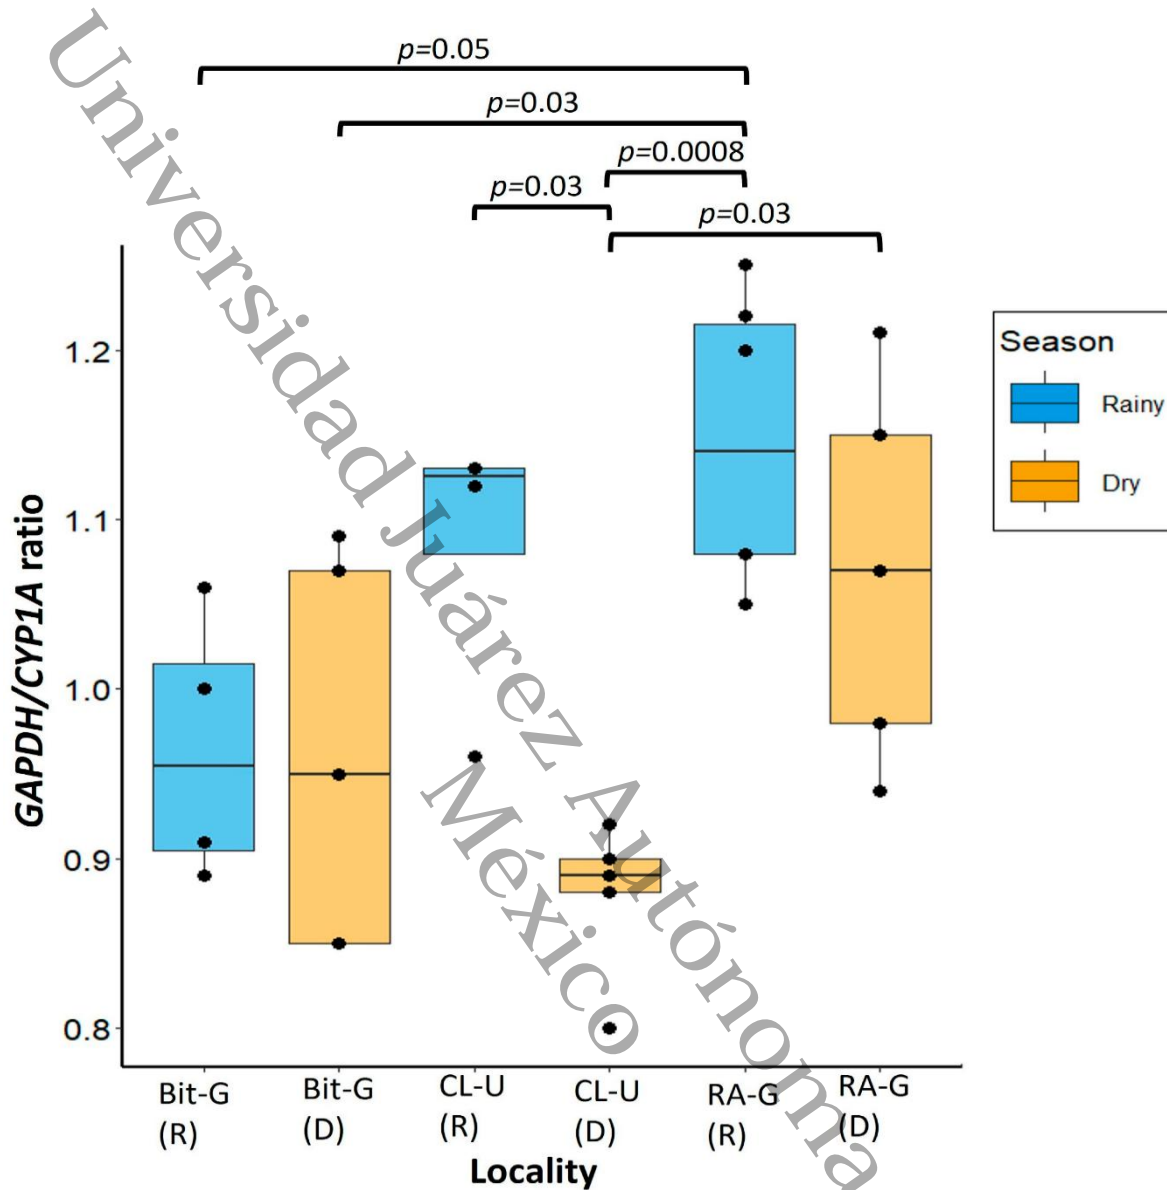 p=0.05
p=0.03
p=0.0008
p=0.03
p=0.03
Universidad Juárez Autónoma
México
GAPDH/CYP1A ratio
1.2
1.1
1.0
0.9
0.8
Bit-G
(R)
Bit-G
(D)
CL-U
(R)
CL-U
(D)
RA-G
(R)
RA-G
(D)
Locality
Season
Rainy
Dry